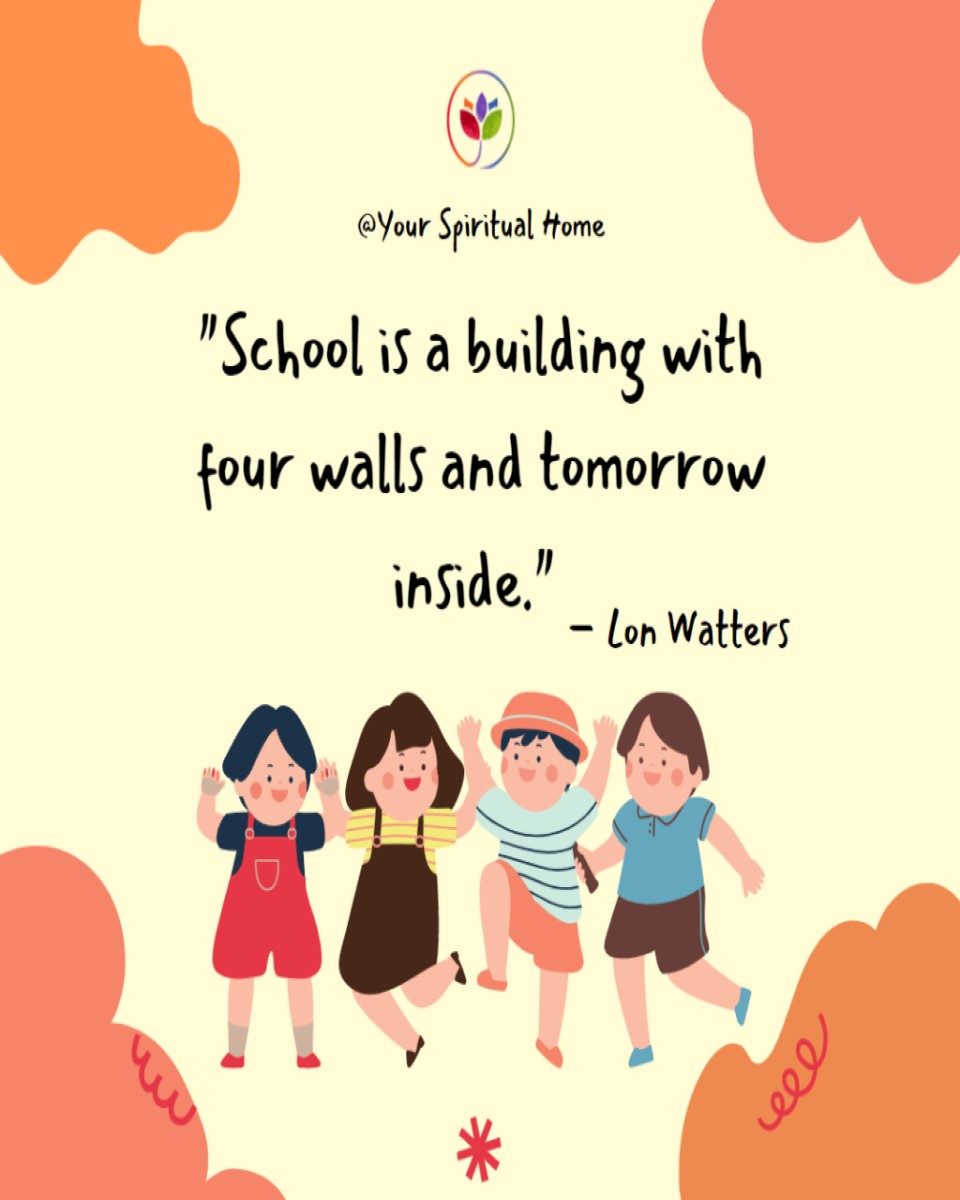 @Your Spiritual Home
"School is a building with
four walls and tomorrow
inside."
– Lon Watters